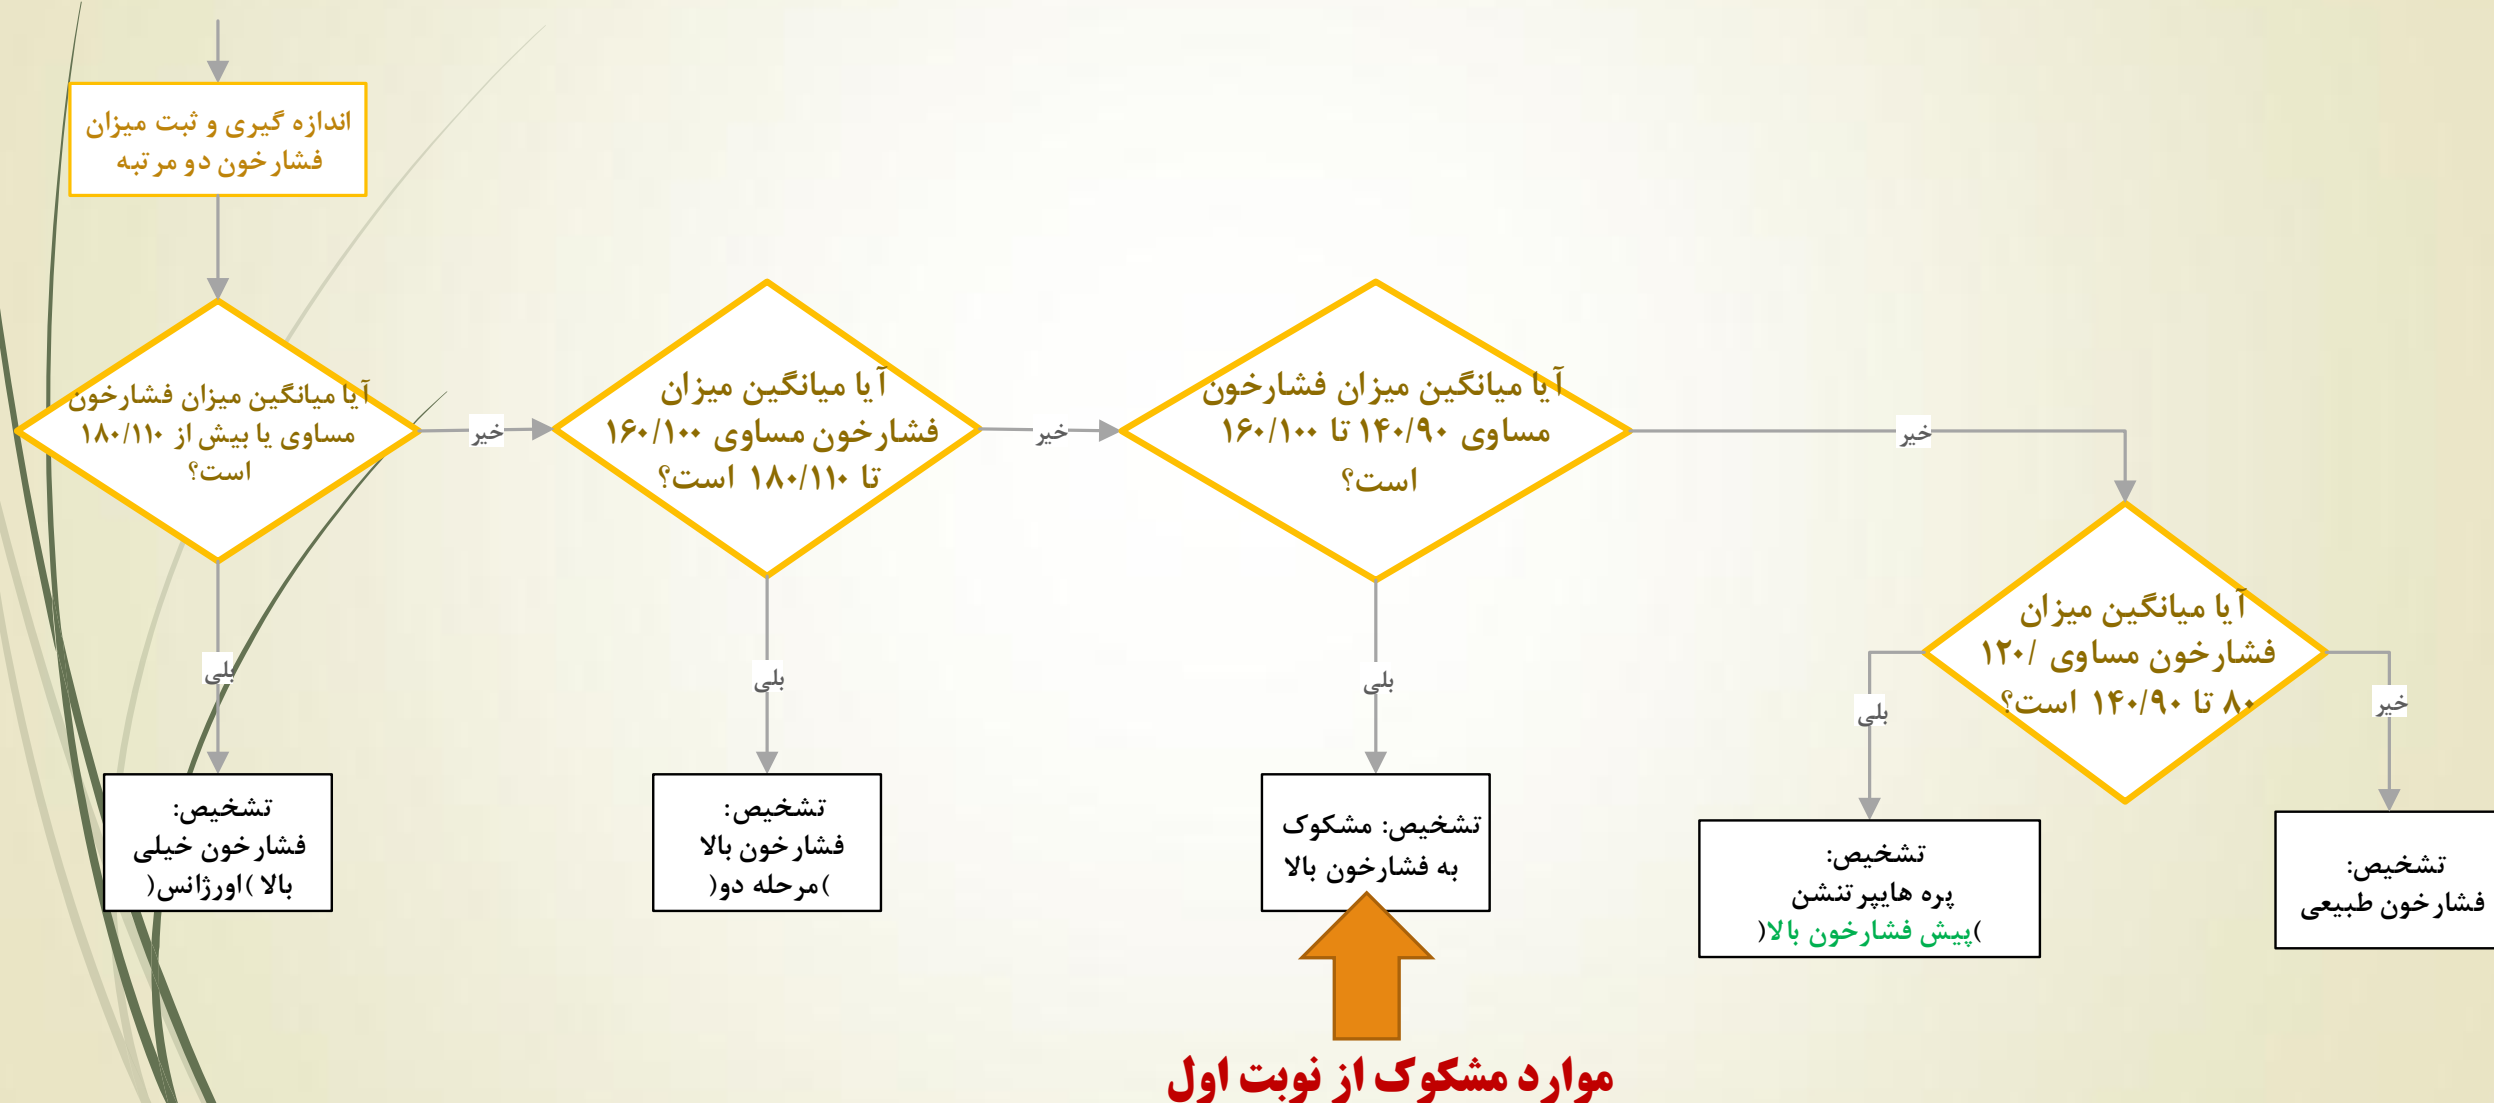 اندازه گیری و ثبت میزان
فشارخون دو مرتبه
آیا میانگین میزان فشارخون
مساوی یا بیش از ۱۸۰/۱۱۰
است؟
خیر
آیا میانگین میزان
فشارخون مساوی ۱۶۰/۱۰۰
تا ۱۸۰/۱۱۰ است؟
خیر
آیا میانگین میزان فشارخون
مساوی ۱۴۰/۹۰ تا ۱۶۰/۱۰۰
است؟
خیر
آیا میانگین میزان
فشارخون مساوی ۱۲۰/
۸۰ تا ۱۴۰/۹۰ است؟
بلی
بلی
بلی
بلی
خیر
تشخیص:
فشارخون خیلی
بالا )اورژانس(
تشخیص:
فشارخون بالا
)مرحله دو(
تشخیص: مشکوک
به فشارخون بالا
تشخیص:
پره هایپرتنشن
)پیش فشارخون بالا(
تشخیص:
فشارخون طبیعی
موارد مشکوک از نوبت اول